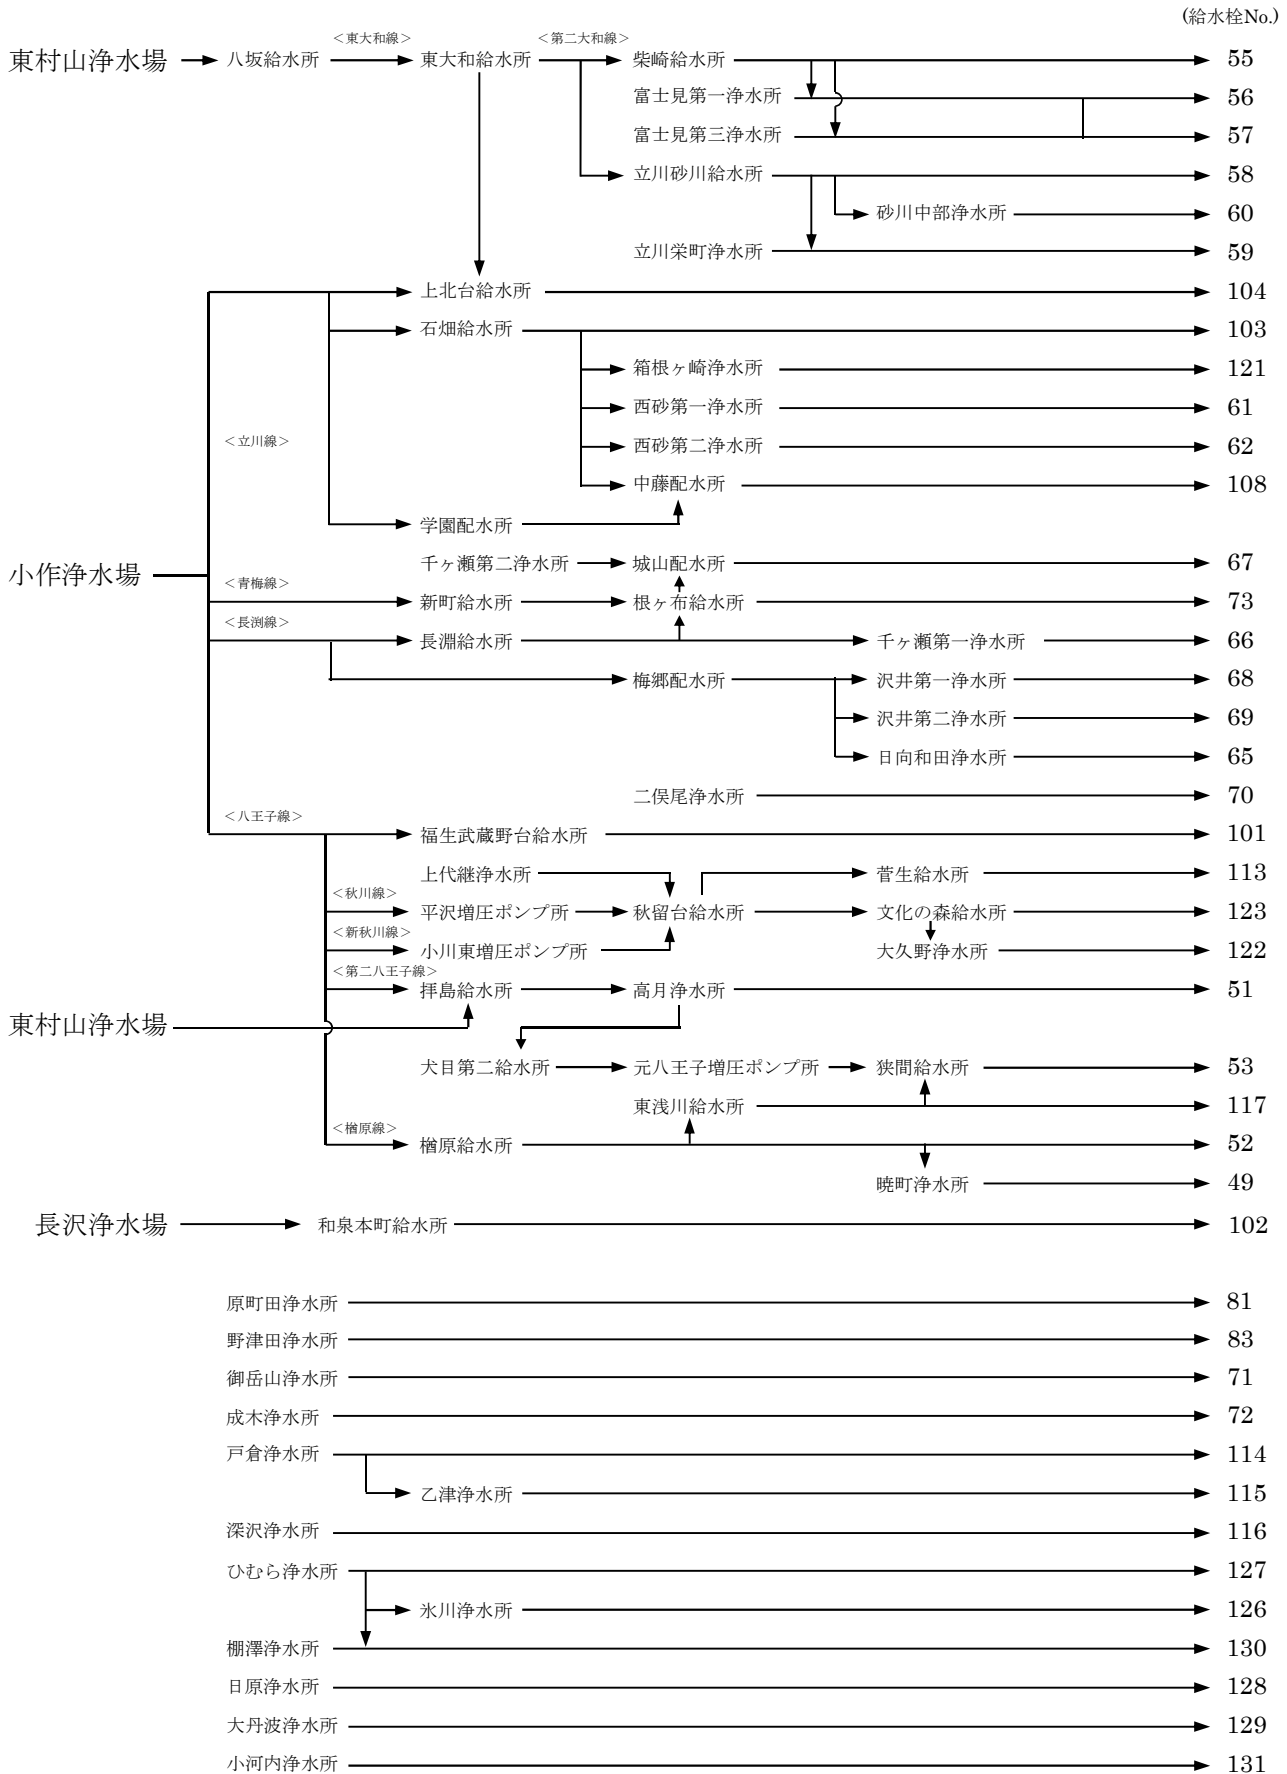 (給水栓No.)
＜東大和線＞ ＜第二大和線＞
東村山浄水場 八坂給水所 東大和給水所 柴崎給水所 55
富士見第一浄水所 56
富士見第三浄水所 57
立川砂川給水所 58
砂川中部浄水所 60
立川栄町浄水所 59
上北台給水所 104
石畑給水所 103
箱根ヶ崎浄水所 121
西砂第一浄水所 61
＜立川線＞
西砂第二浄水所 62
中藤配水所 108
学園配水所
千ヶ瀬第二浄水所 城山配水所 67
小作浄水場
＜青梅線＞
新町給水所 根ヶ布給水所 73
＜長渕線＞
長淵給水所 千ヶ瀬第一浄水所 66
梅郷配水所 沢井第一浄水所 68
沢井第二浄水所 69
日向和田浄水所 65
二俣尾浄水所 70
＜八王子線＞
福生武蔵野台給水所 101
上代継浄水所 菅生給水所 113
＜秋川線＞
平沢増圧ポンプ所 秋留台給水所 文化の森給水所 123
＜新秋川線＞
小川東増圧ポンプ所 大久野浄水所 122
＜第二八王子線＞
拝島給水所 高月浄水所 51
東村山浄水場
犬目第二給水所 元八王子増圧ポンプ所 狭間給水所 53
東浅川給水所 117
＜楢原線＞
楢原給水所 52
暁町浄水所 49
長沢浄水場 和泉本町給水所 102
原町田浄水所 81
野津田浄水所 83
御岳山浄水所 71
成木浄水所 72
戸倉浄水所 114
乙津浄水所 115
深沢浄水所 116
ひむら浄水所 127
氷川浄水所 126
棚澤浄水所 130
日原浄水所 128
大丹波浄水所 129
小河内浄水所 131